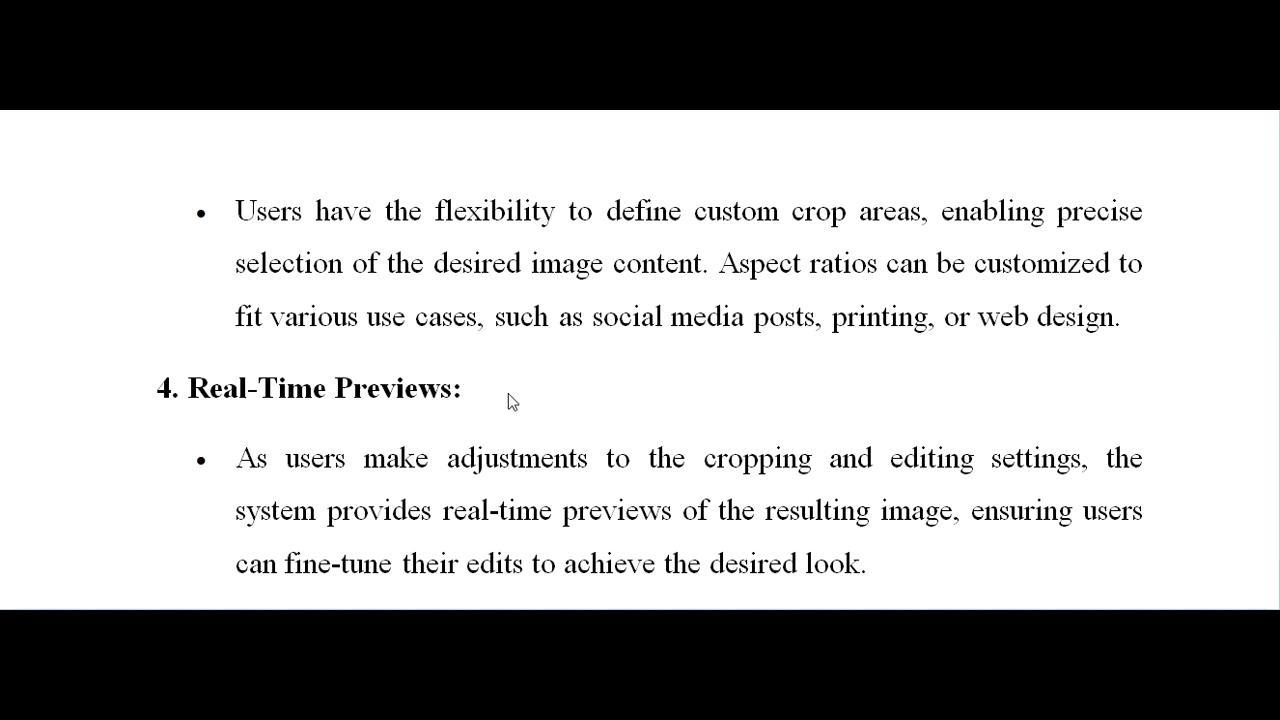 • Users have the flexibility to define custom crop areas, enabling precise
selection of the desired image content. Aspect ratios can be customized to
fit various use cases, such as social media posts, printing, or web design.
4. Real-Time Previews:
• As users make adjustments to the cropping and editing settings, the
system provides real-time previews of the resulting image, ensuring users
can fine-tune their edits to achieve the desired look.